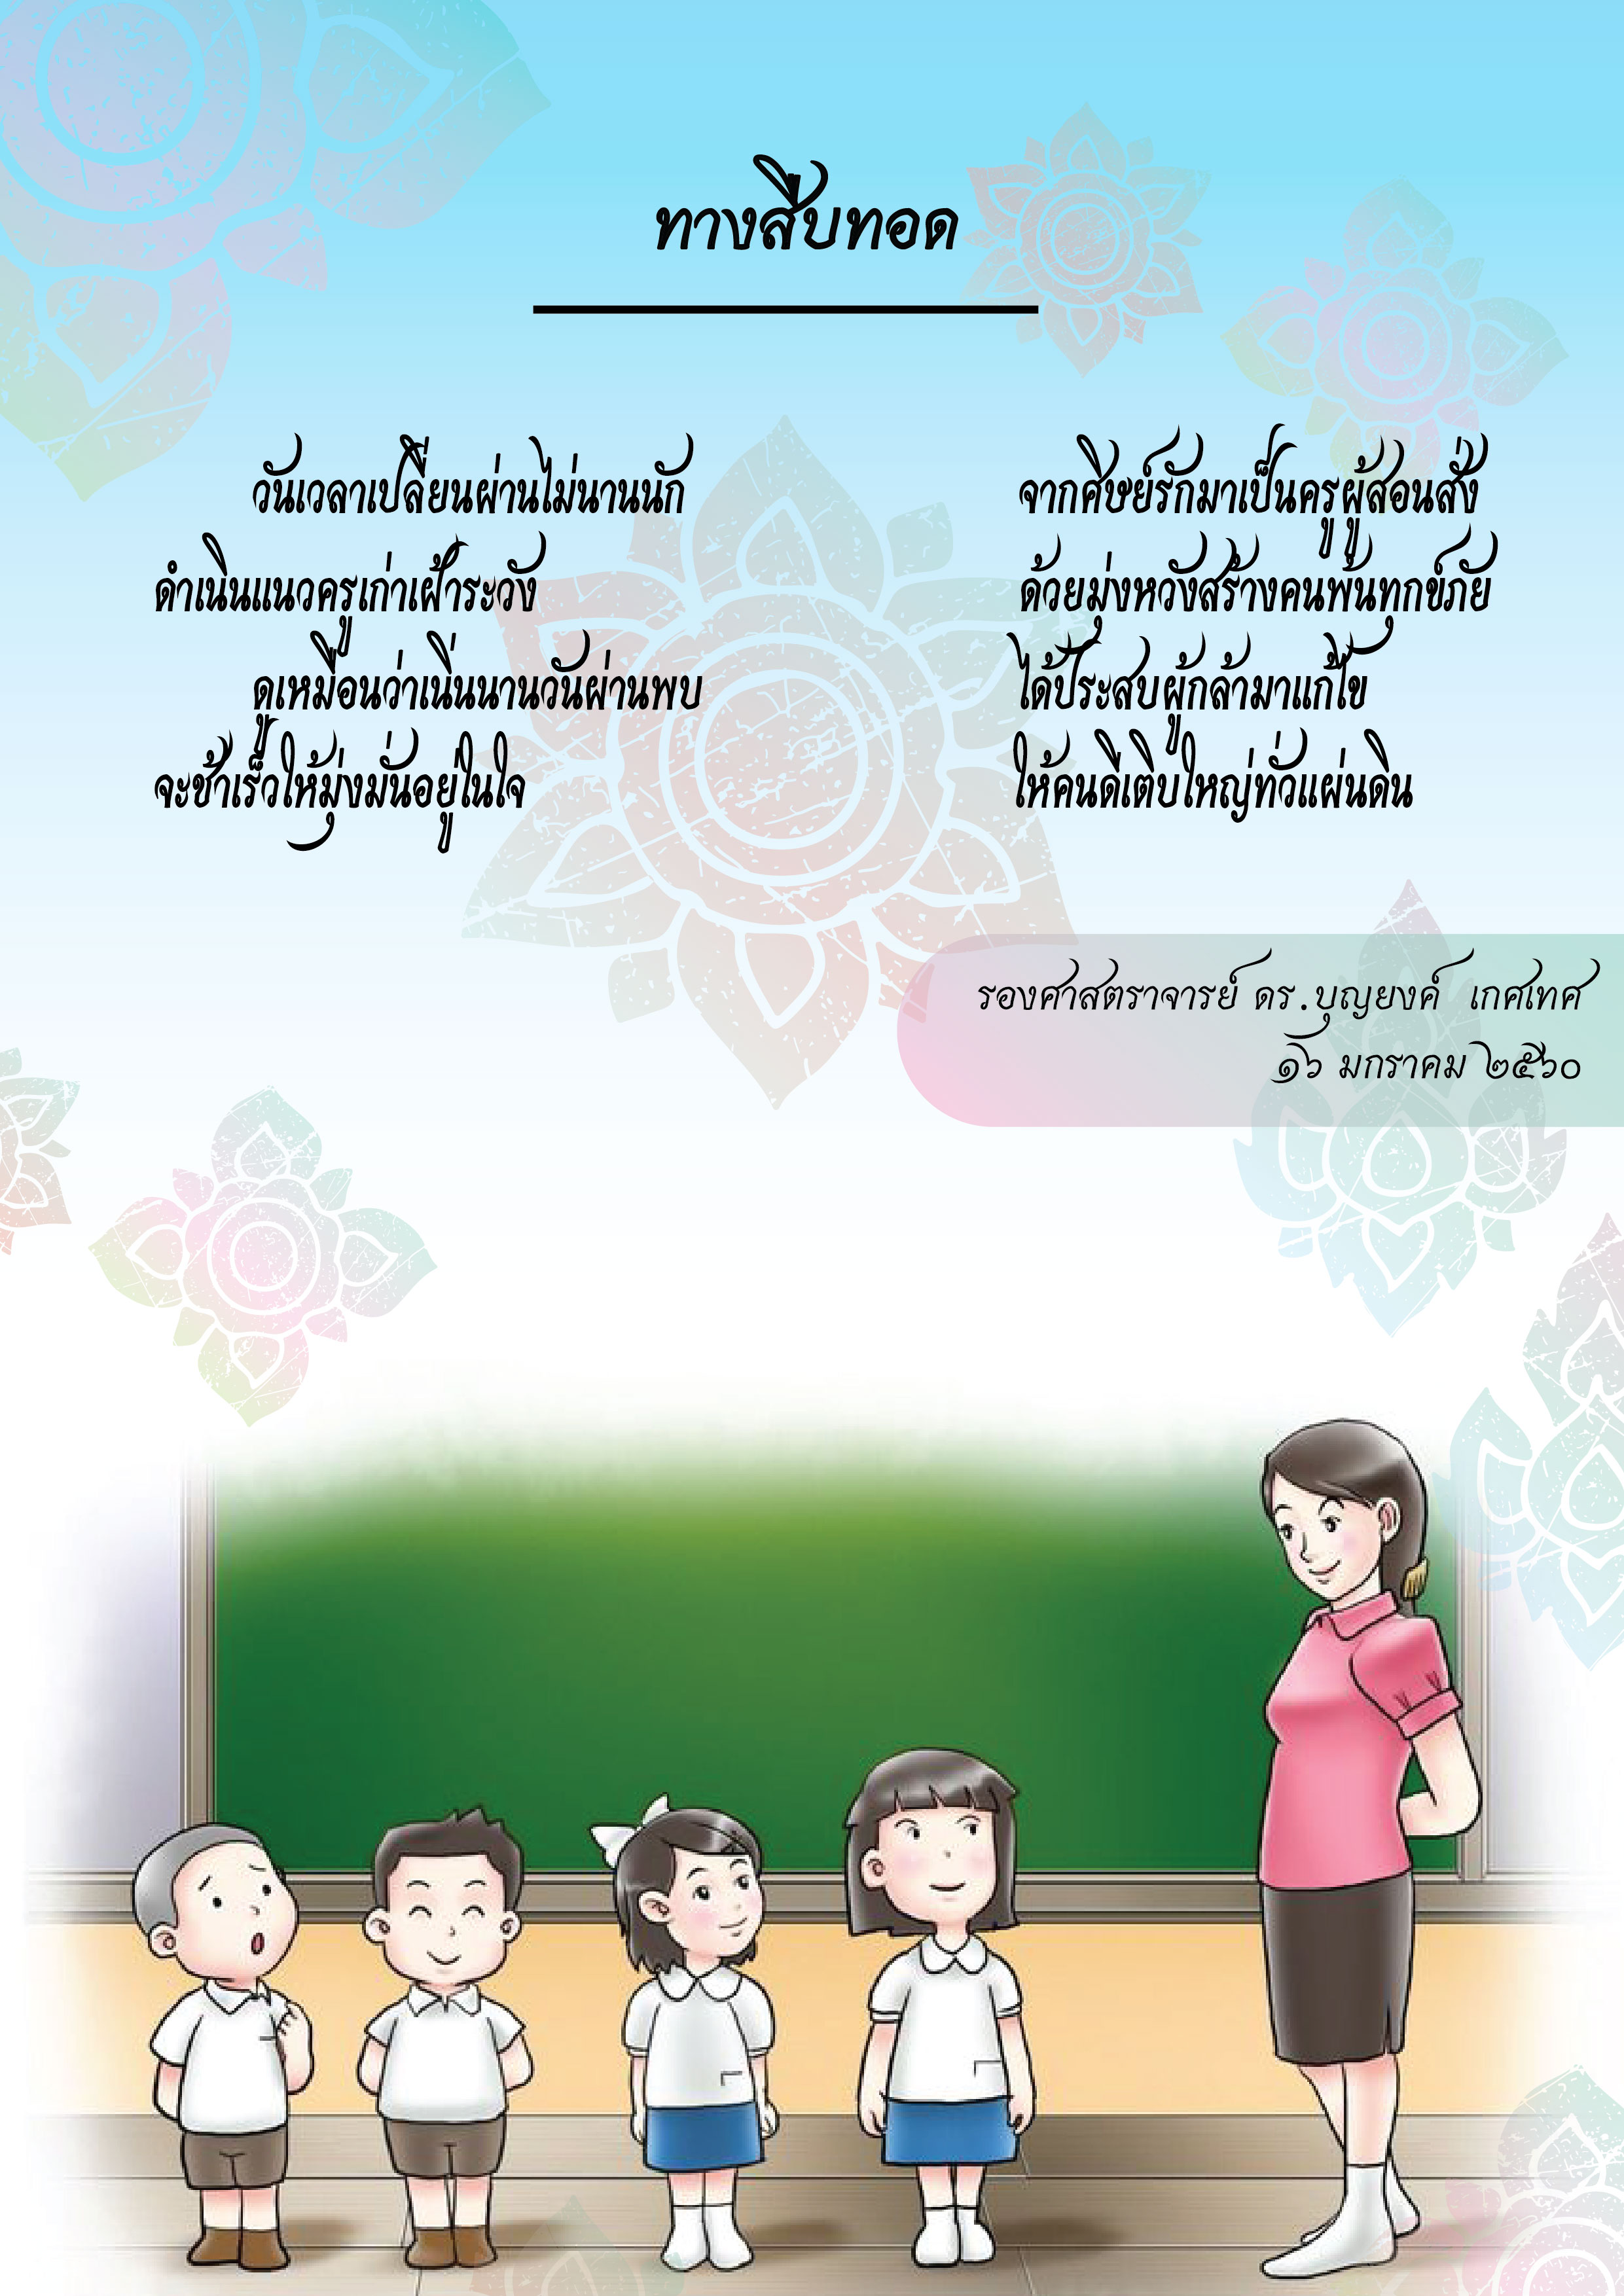 ทางสืบทอด
วันเวลาเปลี่ยนผ่านไม่นานนัก จากศิษย์รักมาเป็นครูผู้สอนสั่ง
ดำเนินแนวครูเก่าเฝ้าระวัง ด้วยมุ่งหวังสร้างคนพ้นทุกข์ภัย
ดูเหมือนว่าเนิ่นนานวันผ่านพบ ได้ประสบผู้กล้ามาแก้ไข
จะช้าเร็วให้มุ่งมั่นอยู่ในใจ ให้คนดีเติบใหญ่ทั่วแผ่นดิน
รองศาสตราจารย์ ดร.บุญยงค์ เกศเทศ
๑๖ มกราคม ๒๕๖๐